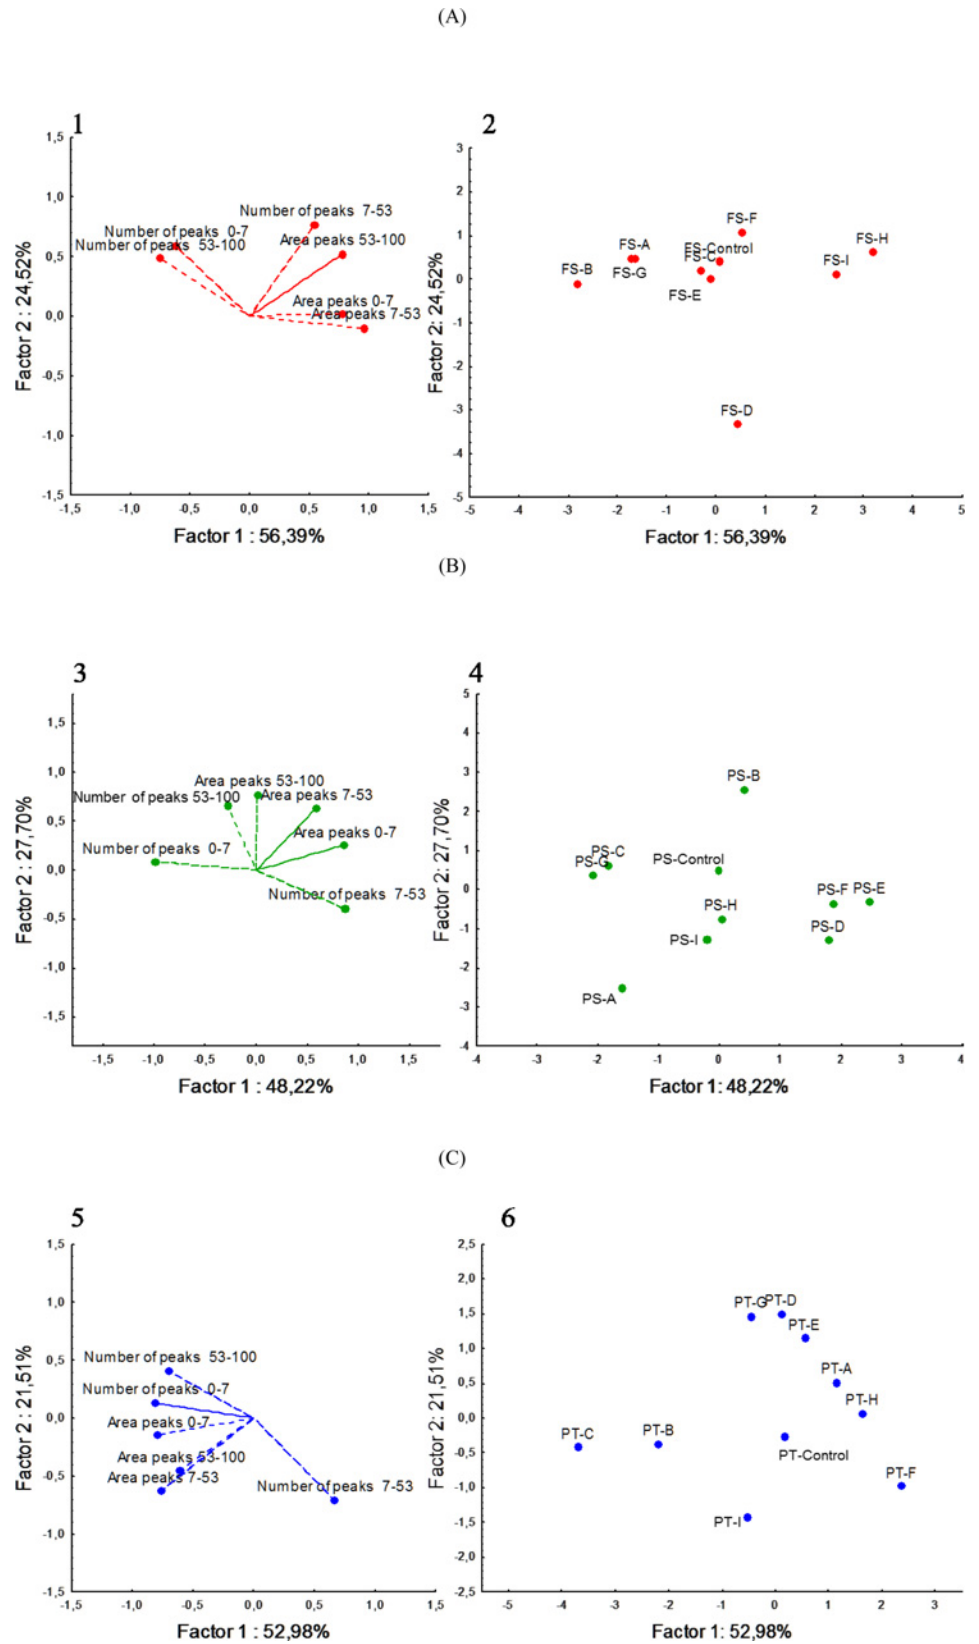 (A)
1
2
Factor 2 : 24,52%
1,5
1,0
0,5
0,0
-0,5
-1,0
-1,5
Number of peaks 7-53
Number of peaks 0-7
Number of peaks 53-100
Area peaks 53-100
Area peaks 0-7
Area peaks 7-53
-1,5 -1,0 -0,5 0,0 0,5 1,0 1,5
Factor 1 : 56,39%
Factor 2: 24,52%
3
2
1
0
-1
-2
-3
-4
-5
FS-F
FS-A
FS-Control
FS-C
FS-H
FS-B
FS-G
FS-I
FS-E
FS-D
-5 -4 -3 -2 -1 0 1 2 3 4 5
Factor 1: 56,39%
(B)
3
4
Factor 2 : 27,70%
1,5
1,0
0,5
0,0
-0,5
-1,0
-1,5
Area peaks 53-100
Number of peaks 53-100
Area peaks 7-53
Area peaks 0-7
Number of peaks 0-7
Number of peaks 7-53
-1,5 -1,0 -0,5 0,0 0,5 1,0 1,5
Factor 1 : 48,22%
Factor 2: 27,70%
5
4
3
2
1
0
-1
-2
-3
-4
PS-B
PS-C
PS-G
PS-Control
PS-F
PS-E
PS-H
PS-D
PS-I
PS-A
-4 -3 -2 -1 0 1 2 3 4
Factor 1: 48,22%
(C)
5
6
Factor 2 : 21,51%
1,5
1,0
0,5
0,0
-0,5
-1,0
-1,5
Number of peaks 53-100
Number of peaks 0-7
Area peaks 0-7
Area peaks 53-100
Area peaks 7-53
Number of peaks 7-53
-1,5 -1,0 -0,5 0,0 0,5 1,0 1,5
Factor 1 : 52,98%
Factor 2: 21,51%
2,5
2,0
1,5
1,0
0,5
0,0
-0,5
-1,0
-1,5
-2,0
-2,5
PT-G
PT-D
PT-E
PT-A
PT-H
PT-C
PT-B
PT-Control
PT-F
PT-I
-5 -4 -3 -2 -1 0 1 2 3
Factor 1: 52,98%